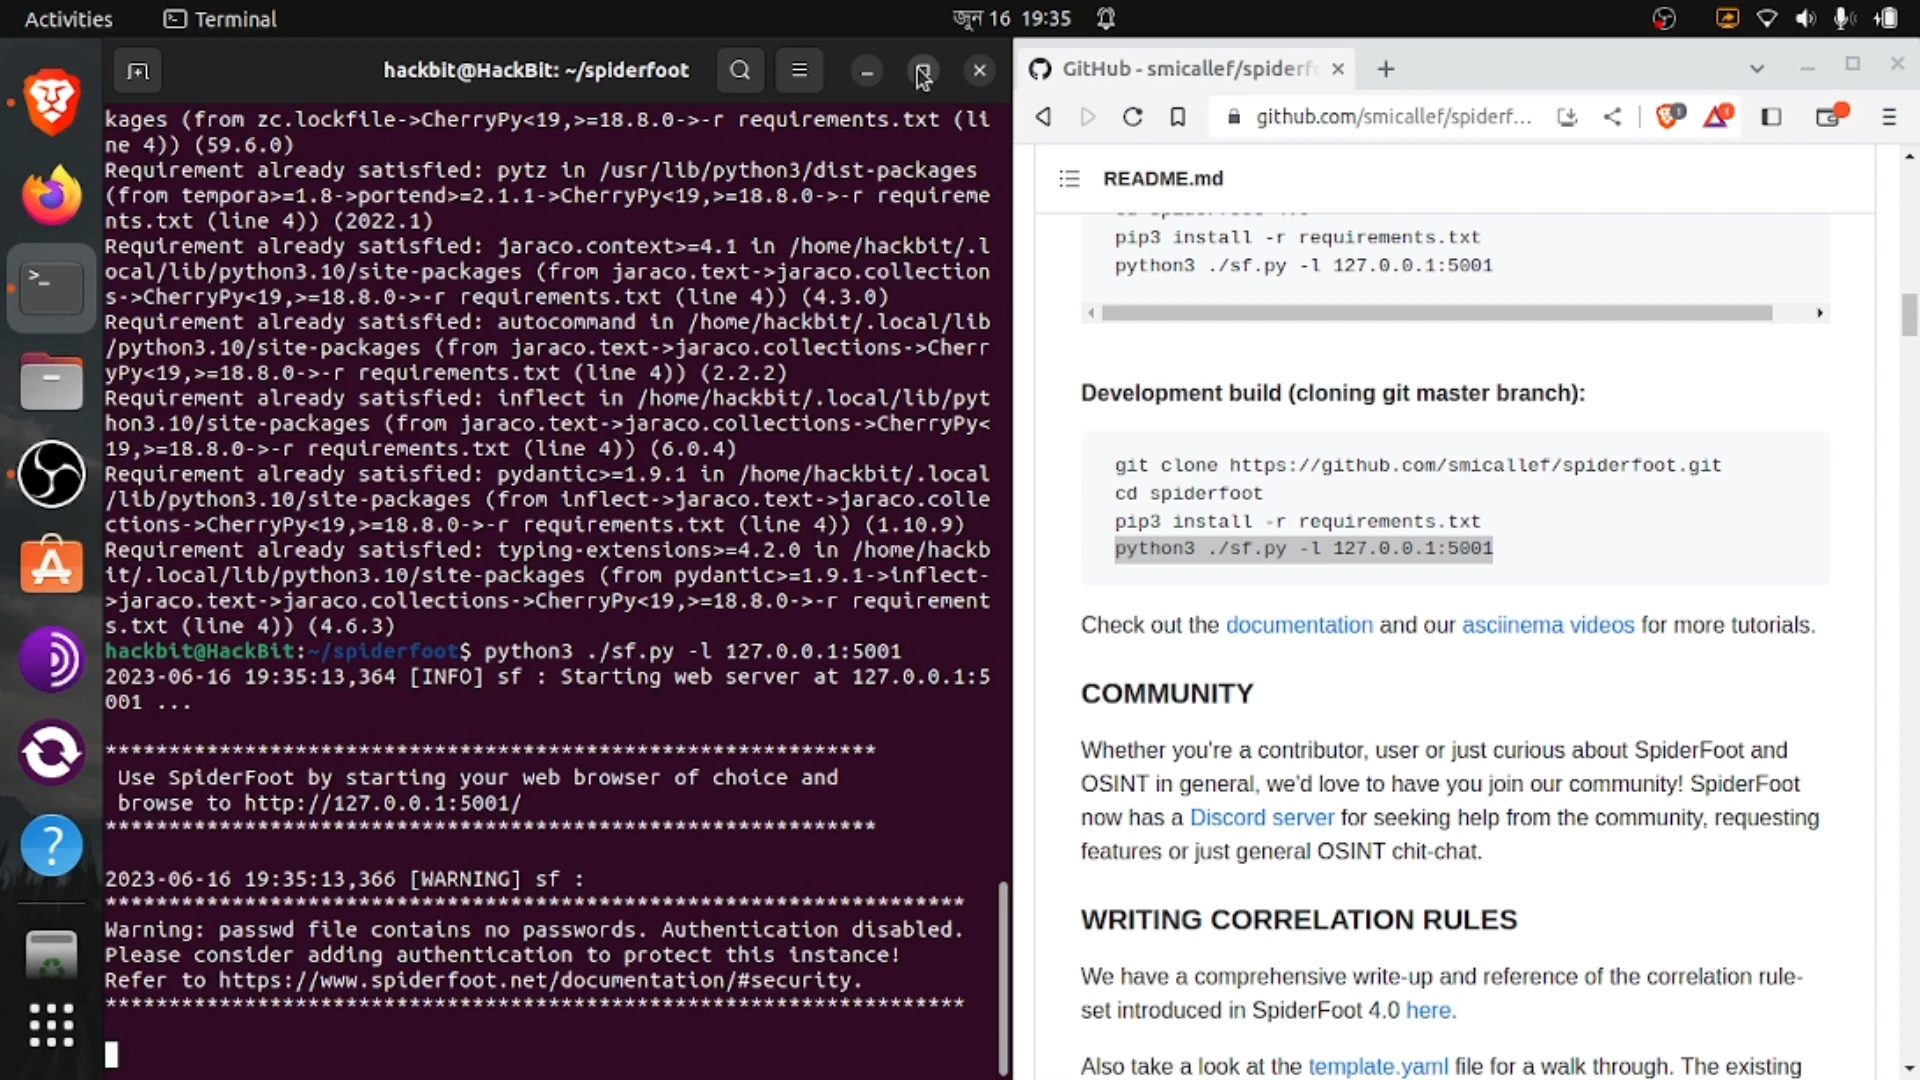 Activities
Terminal
जून 16 19:35
hackbit@HackBit: ~/spiderfoot
kages (from zc.lockfile->CherryPy<19,>=18.8.0->-r requirements.txt (li
ne 4)) (59.6.0)
Requirement already satisfied: pytz in /usr/lib/python3/dist-packages
(from tempora>=1.8->portend>=2.1.1->CherryPy<19,>=18.8.0->-r requireme
nts.txt (line 4)) (2022.1)
Requirement already satisfied: jaraco.context>=4.1 in /home/hackbit/.l
ocal/lib/python3.10/site-packages (from jaraco.text->jaraco.collection
s->CherryPy<19,>=18.8.0->-r requirements.txt (line 4)) (4.3.0)
Requirement already satisfied: autocommand in /home/hackbit/.local/lib
/python3.10/site-packages (from jaraco.text->jaraco.collections->Cherr
yPy<19,>=18.8.0->-r requirements.txt (line 4)) (2.2.2)
Requirement already satisfied: inflect in /home/hackbit/.local/lib/pyt
hon3.10/site-packages (from jaraco.text->jaraco.collections->CherryPy<
19,>=18.8.0->-r requirements.txt (line 4)) (6.0.4)
Requirement already satisfied: pydantic>=1.9.1 in /home/hackbit/.local
/lib/python3.10/site-packages (from inflect->jaraco.text->jaraco.colle
ctions->CherryPy<19,>=18.8.0->-r requirements.txt (line 4)) (1.10.9)
Requirement already satisfied: typing-extensions>=4.2.0 in /home/hackb
it/.local/lib/python3.10/site-packages (from pydantic>=1.9.1->inflect-
>jaraco.text->jaraco.collections->CherryPy<19,>=18.8.0->-r requirement
s.txt (line 4)) (4.6.3)
hackbit@HackBit:~/spiderfoot$ python3 ./sf.py -l 127.0.0.1:5001
2023-06-16 19:35:13,364 [INFO] sf : Starting web server at 127.0.0.1:5
001 ...
*************************************************************
Use SpiderFoot by starting your web browser of choice and
browse to http://127.0.0.1:5001/
*************************************************************
2023-06-16 19:35:13,366 [WARNING] sf :
********************************************************************
Warning: passwd file contains no passwords. Authentication disabled.
Please consider adding authentication to protect this instance!
Refer to https://www.spiderfoot.net/documentation/#security.
********************************************************************
GitHub - smicallef/spiderfo
github.com/smicallef/spiderf...
README.md
pip3 install -r requirements.txt
python3 ./sf.py -l 127.0.0.1:5001
Development build (cloning git master branch):
git clone https://github.com/smicallef/spiderfoot.git
cd spiderfoot
pip3 install -r requirements.txt
python3 ./sf.py -l 127.0.0.1:5001
Check out the documentation and our asciinema videos for more tutorials.
COMMUNITY
Whether you're a contributor, user or just curious about SpiderFoot and
OSINT in general, we'd love to have you join our community! SpiderFoot
now has a Discord server for seeking help from the community, requesting
features or just general OSINT chit-chat.
WRITING CORRELATION RULES
We have a comprehensive write-up and reference of the correlation rule-
set introduced in SpiderFoot 4.0 here.
Also take a look at the template.yaml file for a walk through. The existing